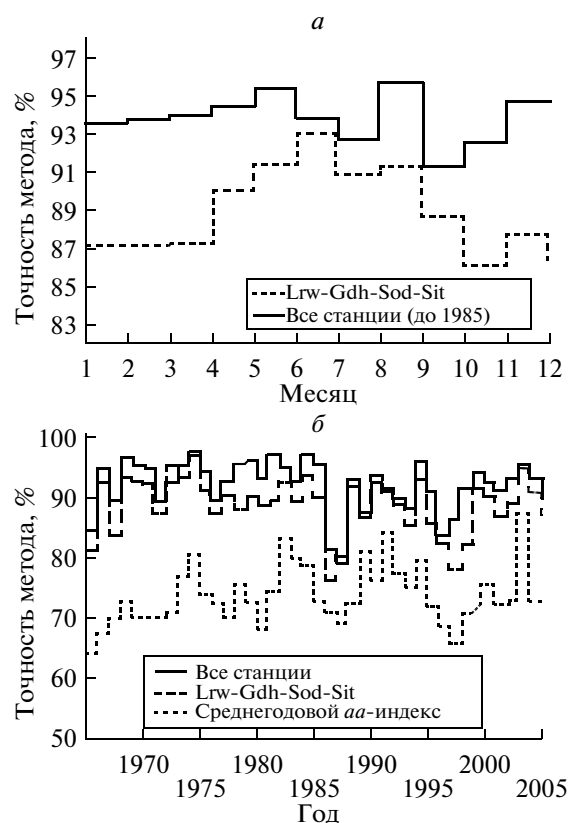 а
Точность метода, %
97
95
93
91
89
87
85
83
Lrw-Gdh-Sod-Sit
Все станции (до 1985)
1 2 3 4 5 6 7 8 9 10 11 12
Месяц
б
Точность метода, %
100
90
80
70
60
50
Все станции
Lrw-Gdh-Sod-Sit
Среднегодовой aa-индекс
1970 1980 1990 2000
1975 1985 1995 2005
Год